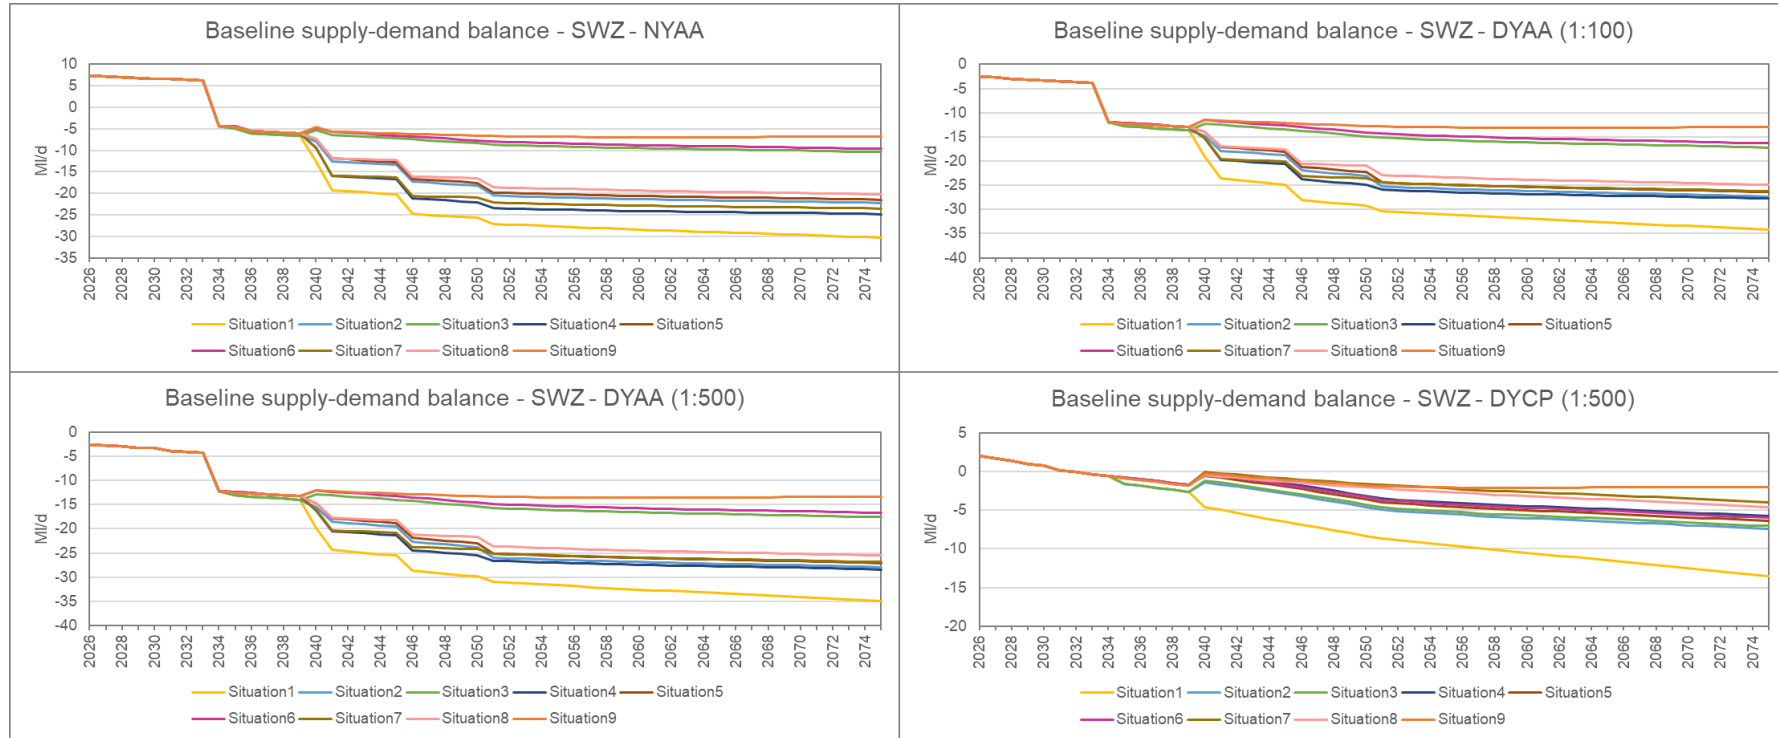 Baseline supply-demand balance - SWZ - NYAA
10
5
0
-5
-10
-15
-20
-25
-30
-35
Ml/d
2026 2028 2030 2032 2034 2036 2038 2040 2042 2044 2046 2048 2050 2052 2054 2056 2058 2060 2062 2064 2066 2068 2070 2072 2074
Situation1 Situation2 Situation3 Situation4 Situation5
Situation6 Situation7 Situation8 Situation9
Baseline supply-demand balance - SWZ - DYAA (1:100)
0
-5
-10
-15
-20
-25
-30
-35
-40
Ml/d
2026 2028 2030 2032 2034 2036 2038 2040 2042 2044 2046 2048 2050 2052 2054 2056 2058 2060 2062 2064 2066 2068 2070 2072 2074
Situation1 Situation2 Situation3 Situation4 Situation5
Situation6 Situation7 Situation8 Situation9
Baseline supply-demand balance - SWZ - DYAA (1:500)
0
-5
-10
-15
-20
-25
-30
-35
-40
Ml/d
2026 2028 2030 2032 2034 2036 2038 2040 2042 2044 2046 2048 2050 2052 2054 2056 2058 2060 2062 2064 2066 2068 2070 2072 2074
Situation1 Situation2 Situation3 Situation4 Situation5
Situation6 Situation7 Situation8 Situation9
Baseline supply-demand balance - SWZ - DYCP (1:500)
5
0
-5
-10
-15
-20
Ml/d
2026 2028 2030 2032 2034 2036 2038 2040 2042 2044 2046 2048 2050 2052 2054 2056 2058 2060 2062 2064 2066 2068 2070 2072 2074
Situation1 Situation2 Situation3 Situation4 Situation5
Situation6 Situation7 Situation8 Situation9